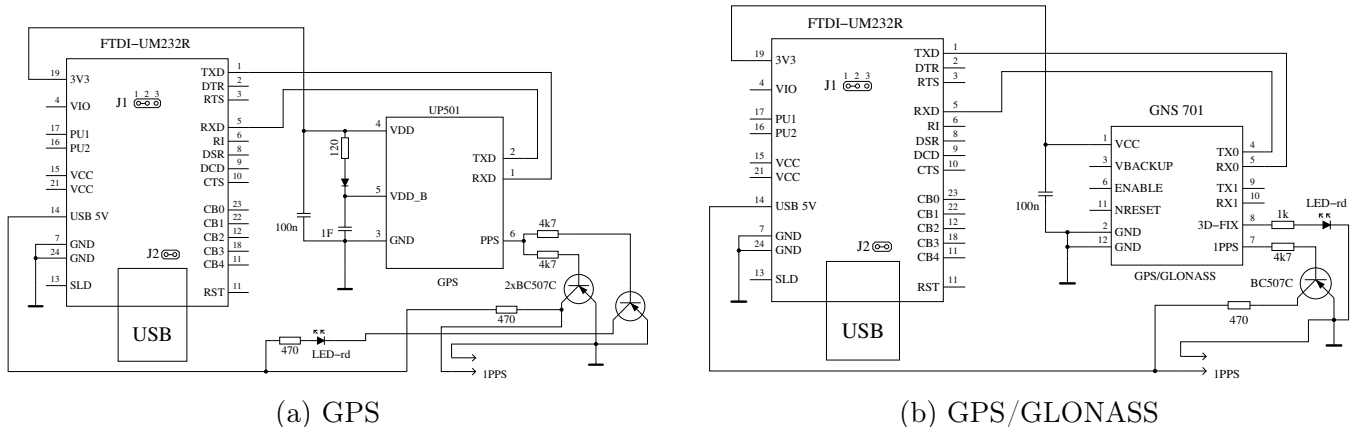 FTDI−UM232R
19 3V3
4 VIO
17 PU1
16 PU2
15 VCC
21 VCC
14 USB 5V
7 GND
24 GND
13 SLD
J1 1 2 3
J2
TXD 1
DTR 2
RTS 3
RXD 5
RI 6
DSR 8
DCD 9
CTS 10
CB0 23
CB1 22
CB2 12
CB3 18
CB4 11
RST 11
USB
120
100n
1F
UP501
4 VDD
5 VDD_B
3 GND
TXD 2
RXD 1
PPS 6
GPS
4k7
4k7
2xBC507C
470
470
LED−rd
1PPS
(a) GPS
FTDI−UM232R
19 3V3
4 VIO
17 PU1
16 PU2
15 VCC
21 VCC
14 USB 5V
7 GND
24 GND
13 SLD
J1 1 2 3
J2
TXD 1
DTR 2
RTS 3
RXD 5
RI 6
DSR 8
DCD 9
CTS 10
CB0 23
CB1 22
CB2 12
CB3 18
CB4 11
RST 11
USB
100n
GNS 701
1 VCC
3 VBACKUP
6 ENABLE
11 NRESET
2 GND
12 GND
TX0 4
RX0 5
TX1 9
RX1 10
3D−FIX 8
1PPS 7
GPS/GLONASS
1k
LED−rd
4k7
BC507C
470
1PPS
(b) GPS/GLONASS